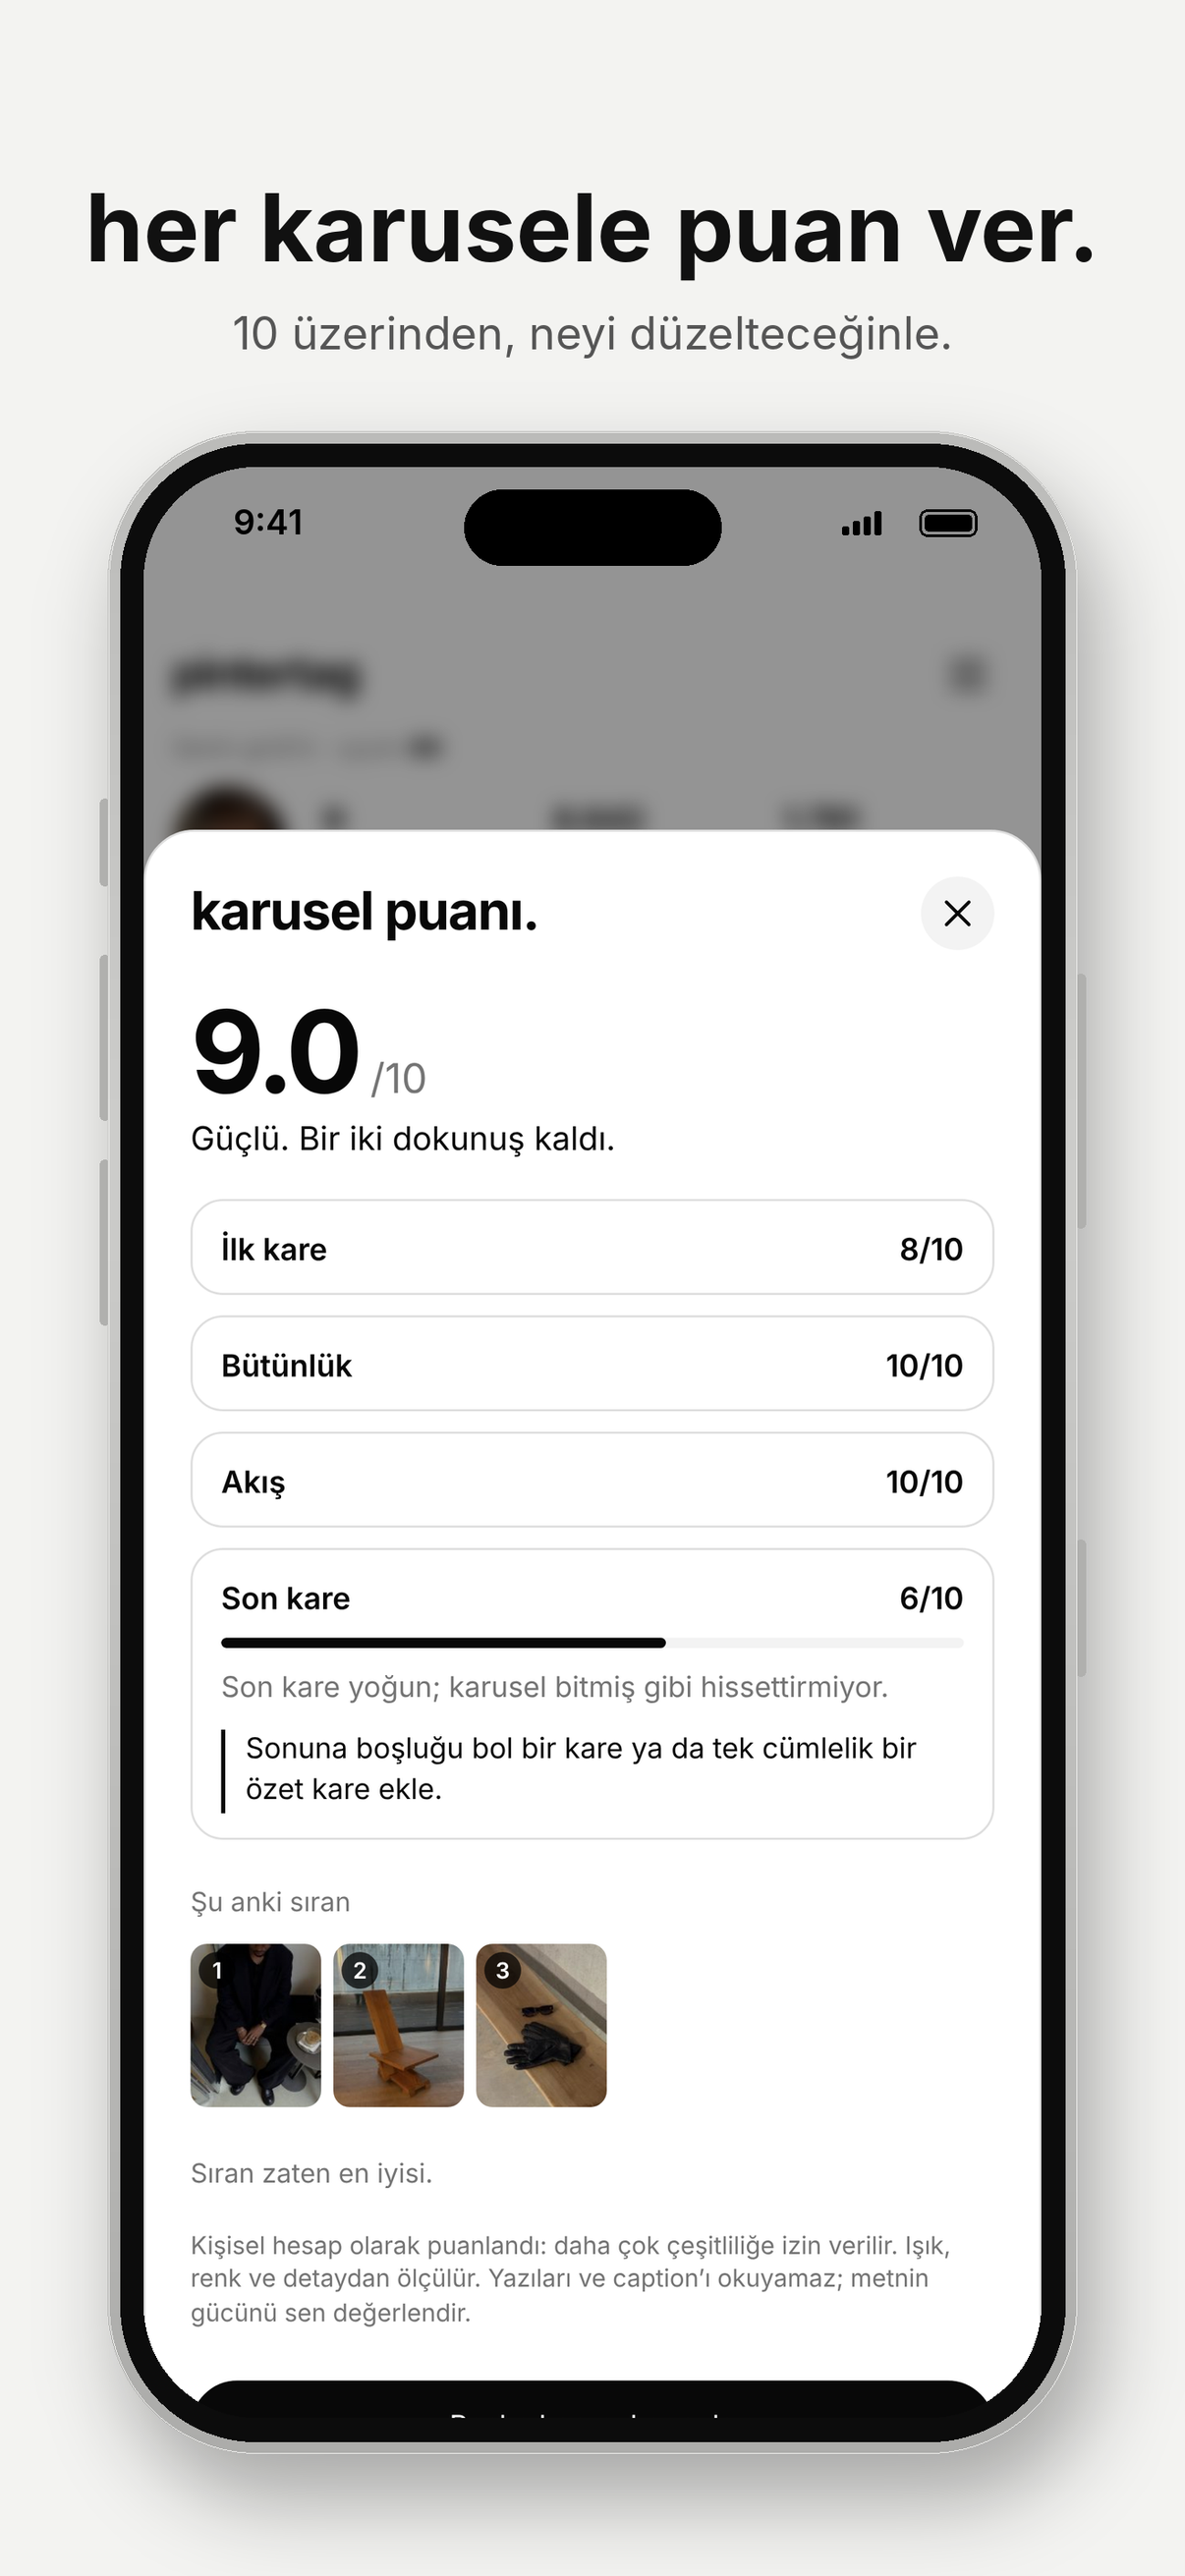 her karusele puan ver.
10 üzerinden, neyi düzelteceğinle.
9:41
karusel puanı.
9.0 /10
Güçlü. Bir iki dokunuş kaldı.
İlk kare 8/10
Bütünlük 10/10
Akış 10/10
Son kare 6/10
Son kare yoğun; karusel bitmiş gibi hissettirmiyor.
Sonuna boşluğu bol bir kare ya da tek cümlelik bir
özet kare ekle.
Şu anki sıran
1 2 3
Sıran zaten en iyisi.
Kişisel hesap olarak puanlandı: daha çok çeşitliliğe izin verilir. Işık,
renk ve detaydan ölçülür. Yazıları ve caption’ı okuyamaz; metnin
gücünü sen değerlendir.